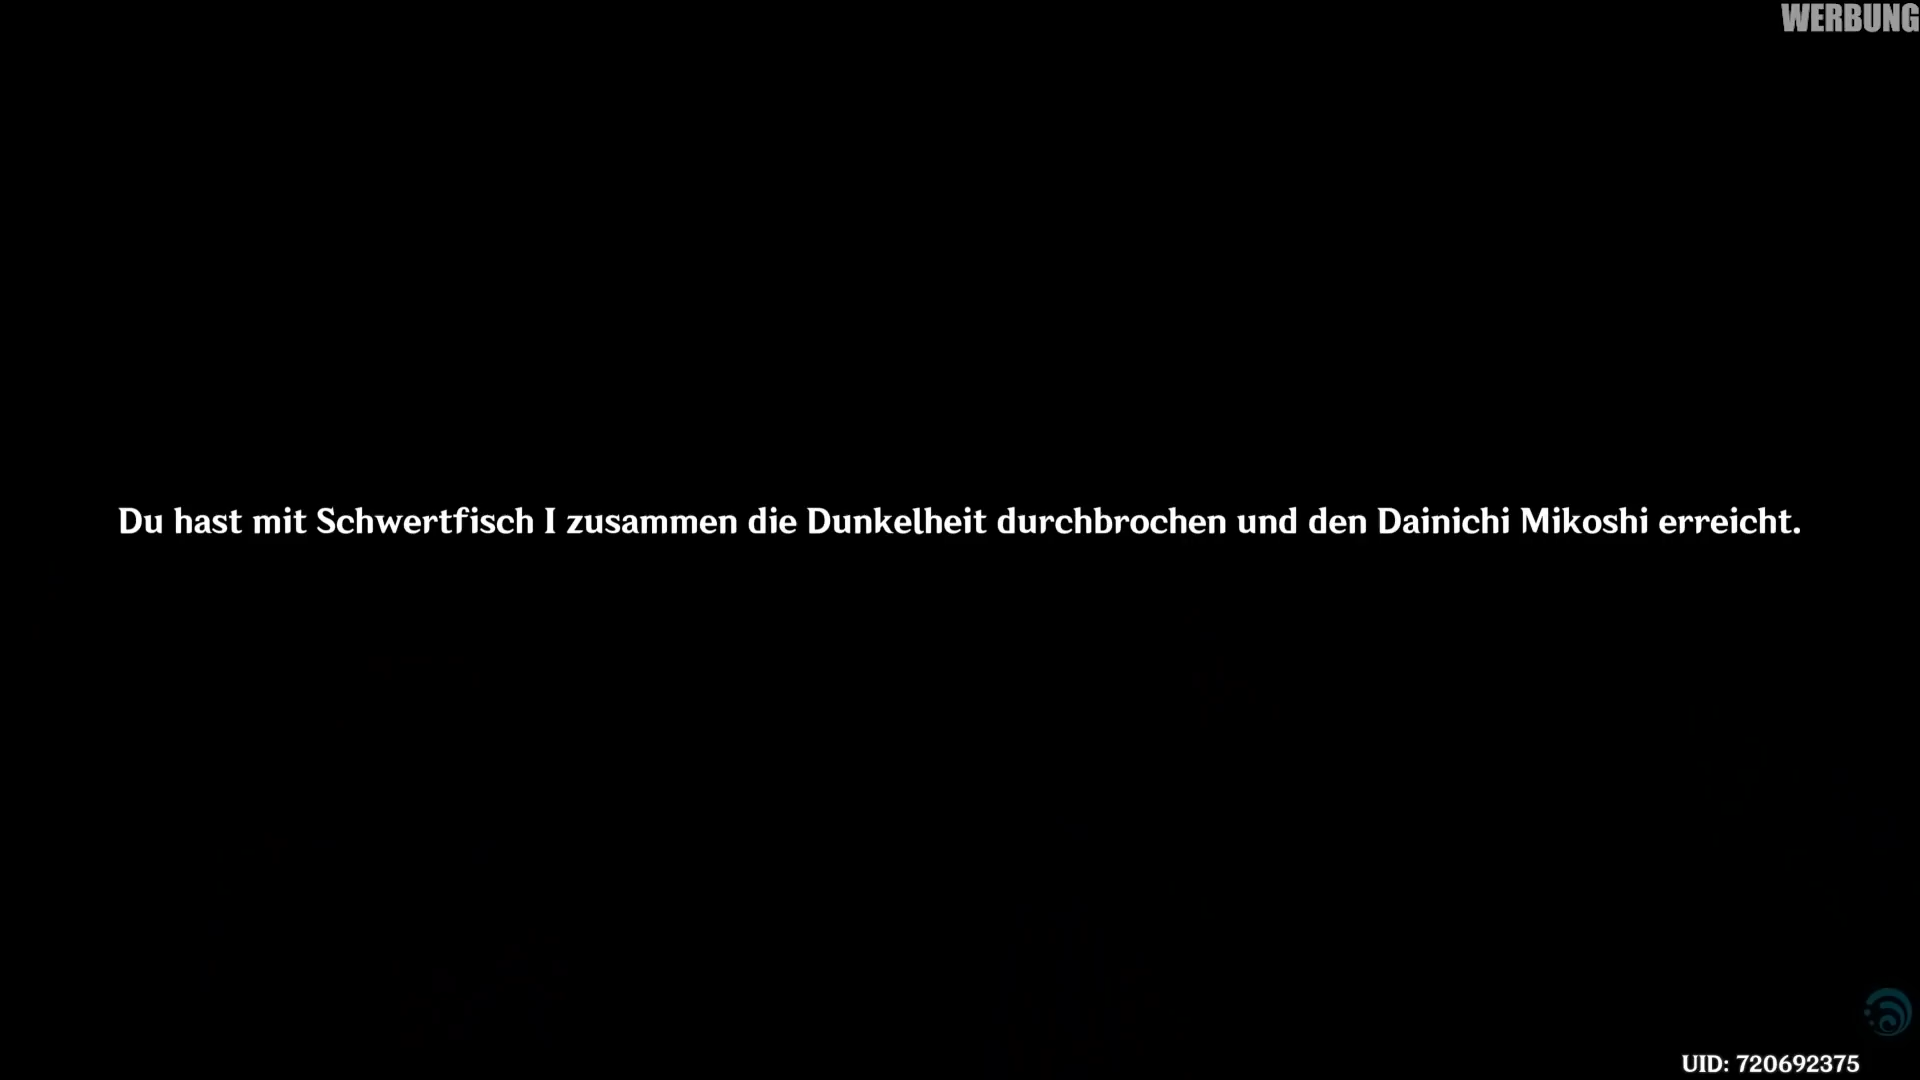 WERBUNG
Du hast mit Schwertfisch I zusammen die Dunkelheit durchbrochen und den Dainichi Mikoshi erreicht.
UID: 720692375